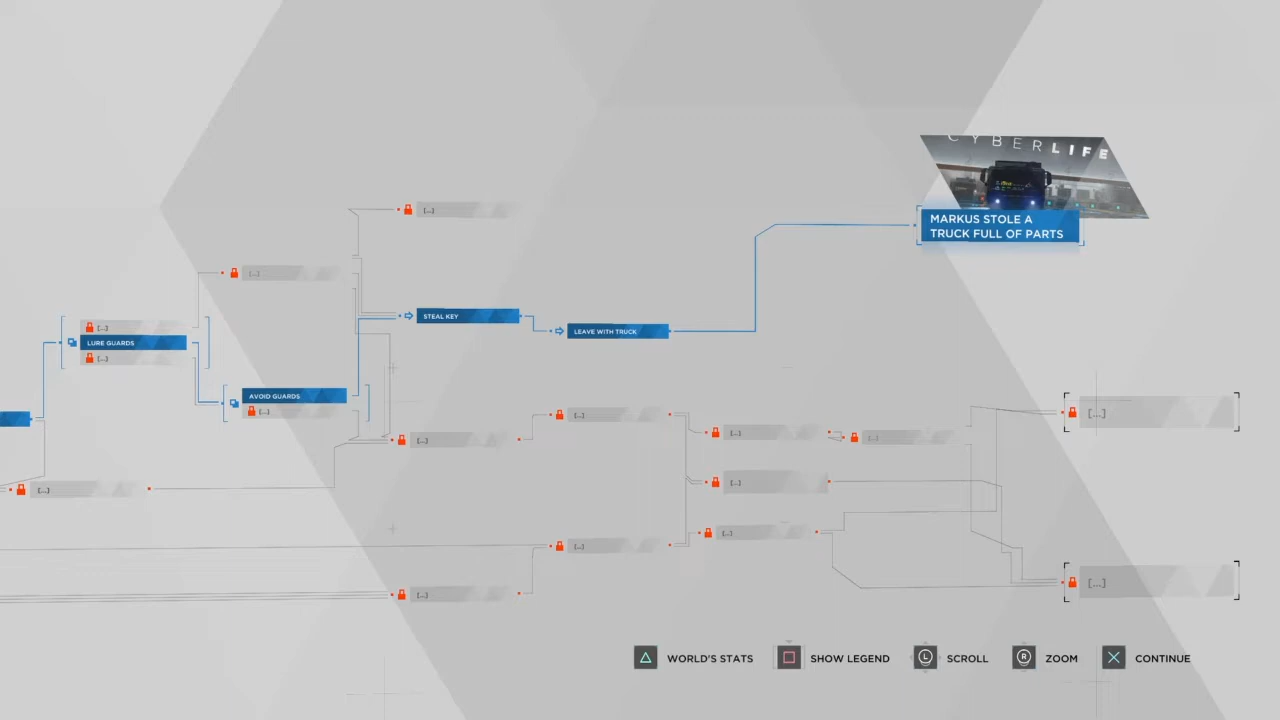 CYBERLIFE
MARKUS STOLE A
TRUCK FULL OF PARTS
[...]
[...]
STEAL KEY
[...]
LURE GUARDS
[...]
LEAVE WITH TRUCK
AVOID GUARDS
[...]
[...]
[...]
[...]
[...]
[...]
[...]
[...]
[...]
[...]
[...]
[...]
WORLD'S STATS
SHOW LEGEND
L
SCROLL
R
ZOOM
CONTINUE